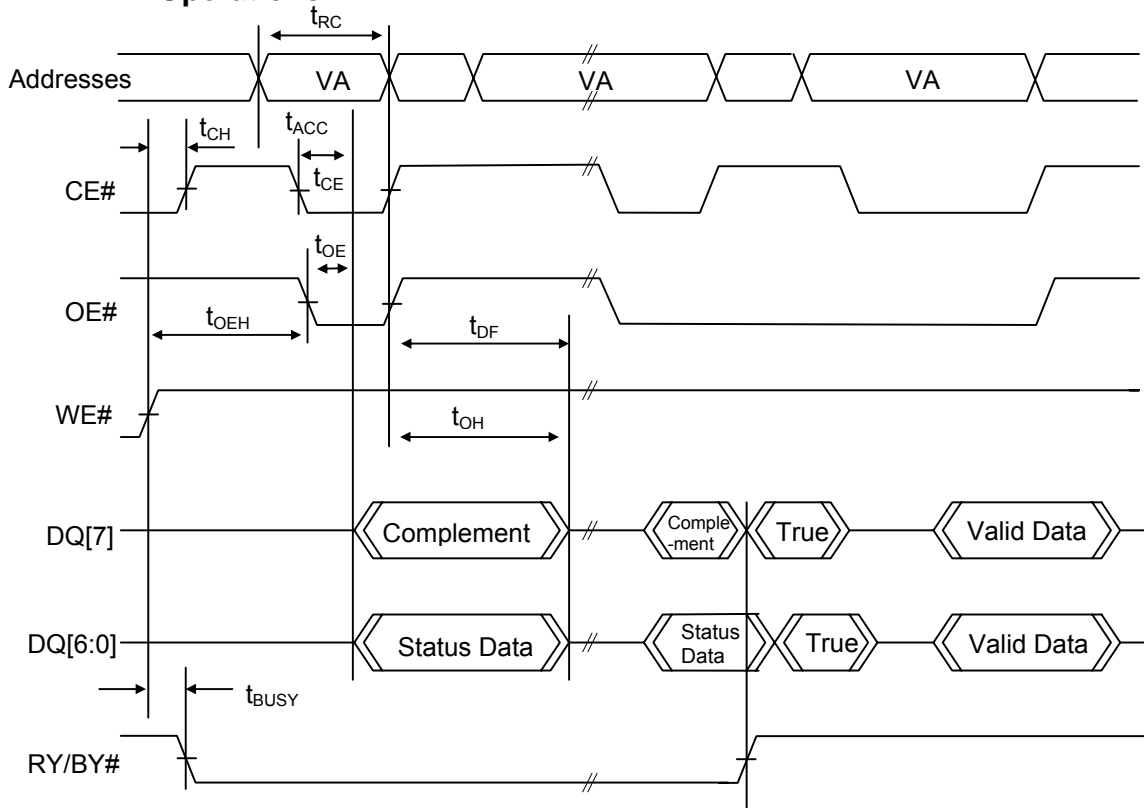 tRC
Addresses VA VA VA
tCH tACC
CE# tCE
tOE
OE# tOEH tDF
WE# tOH
DQ[7] Complement Comple-ment True Valid Data
DQ[6:0] Status Data Status Data True Valid Data
tBUSY
RY/BY#